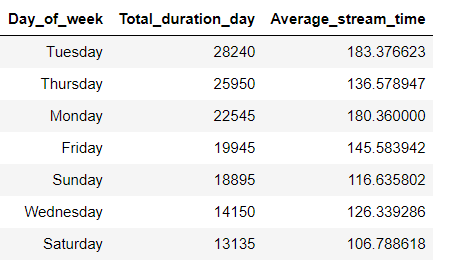 Day_of_week Total_duration_day Average_stream_time
Tuesday 28240 183.376623
Thursday 25950 136.578947
Monday 22545 180.360000
Friday 19945 145.583942
Sunday 18895 116.635802
Wednesday 14150 126.339286
Saturday 13135 106.788618